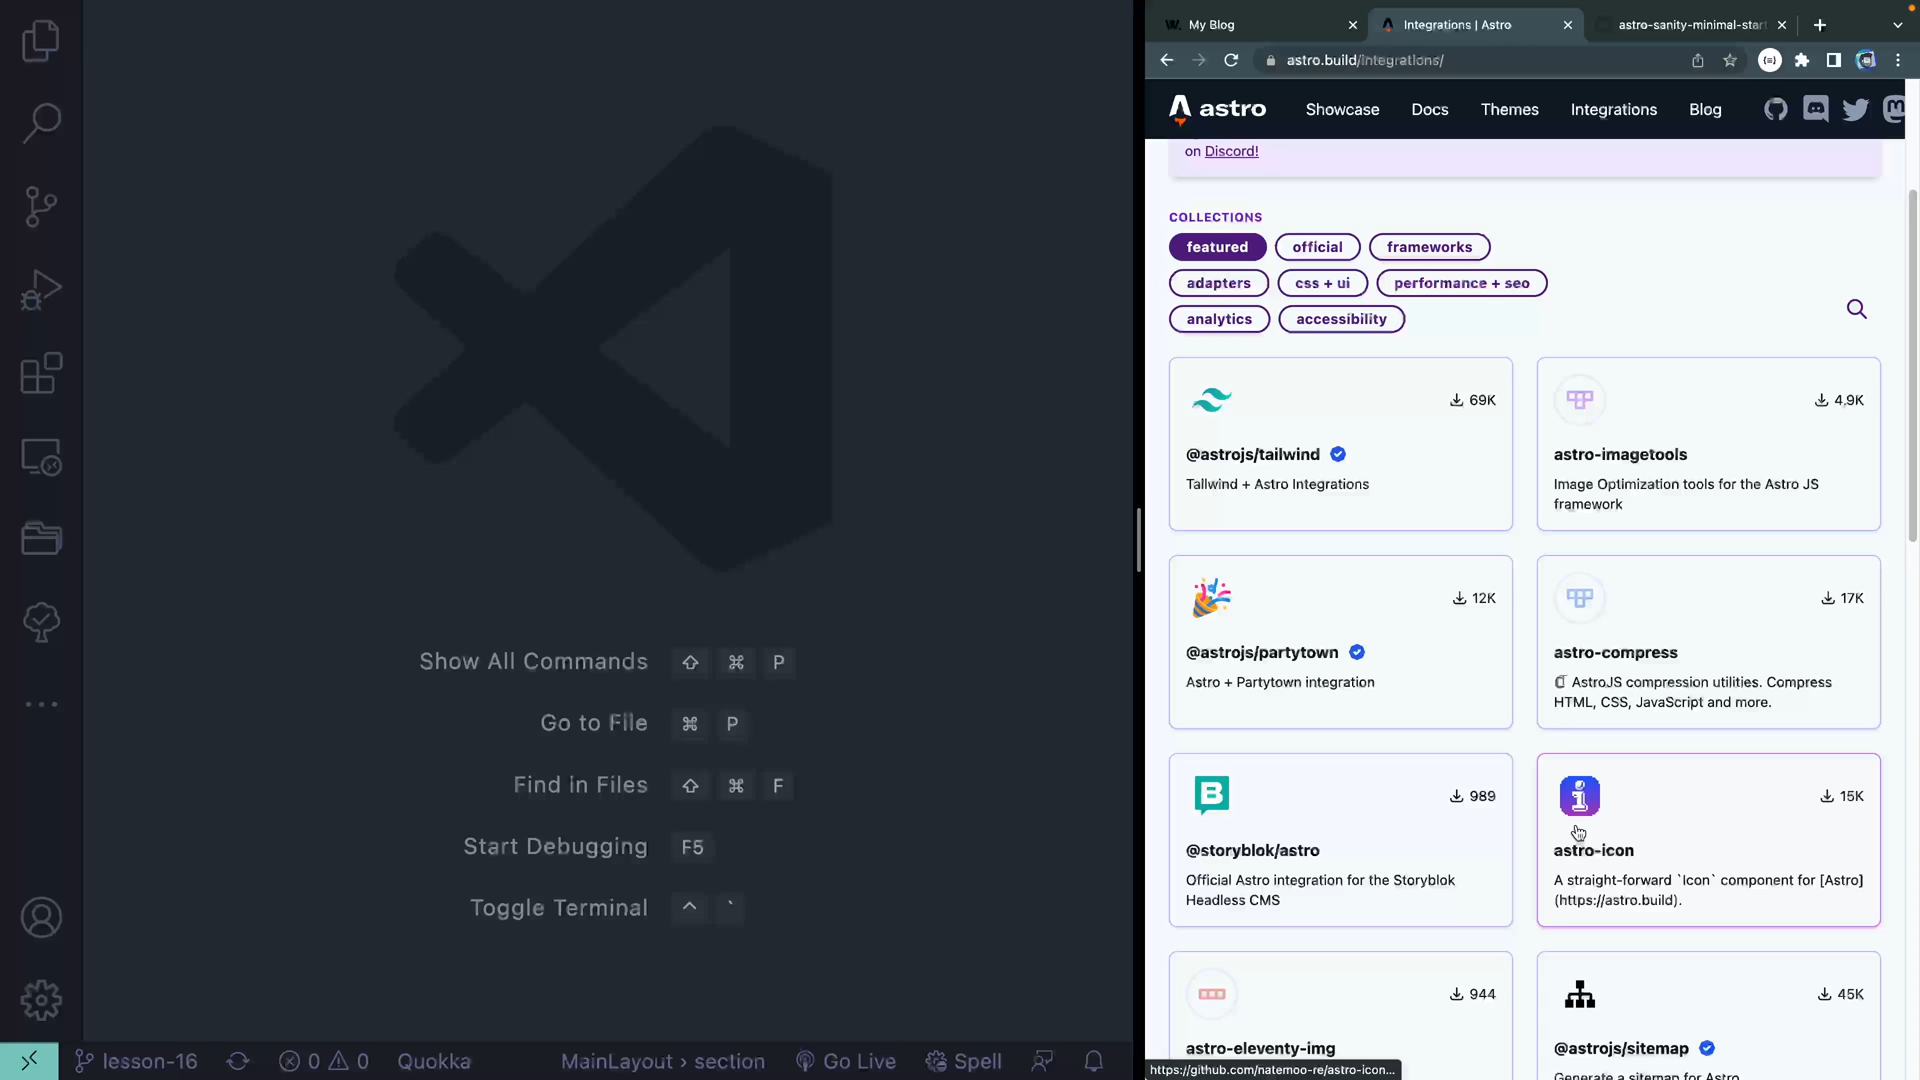 My Blog
Integrations | Astro
astro-sanity-minimal-start
astro.build/integrations/
astro
Showcase
Docs
Themes
Integrations
Blog
on Discord!
COLLECTIONS
featured
official
frameworks
adapters
css + ui
performance + seo
analytics
accessibility
69K
@astrojs/tailwind
Tailwind + Astro Integrations
4.9K
astro-imagetools
Image Optimization tools for the Astro JS
framework
12K
@astrojs/partytown
Astro + Partytown integration
17K
astro-compress
AstroJS compression utilities. Compress
HTML, CSS, JavaScript and more.
989
@storyblok/astro
Official Astro integration for the Storyblok
Headless CMS
15K
astro-icon
A straight-forward `Icon` component for [Astro]
(https://astro.build).
944
astro-eleventy-img
45K
@astrojs/sitemap
Generate a sitemap for Astro
https://github.com/natemoo-re/astro-icon...
Show All Commands ⇧ ⌘ P
Go to File ⌘ P
Find in Files ⇧ ⌘ F
Start Debugging F5
Toggle Terminal ^ `
lesson-16
0 0
Quokka
MainLayout › section
Go Live
Spell